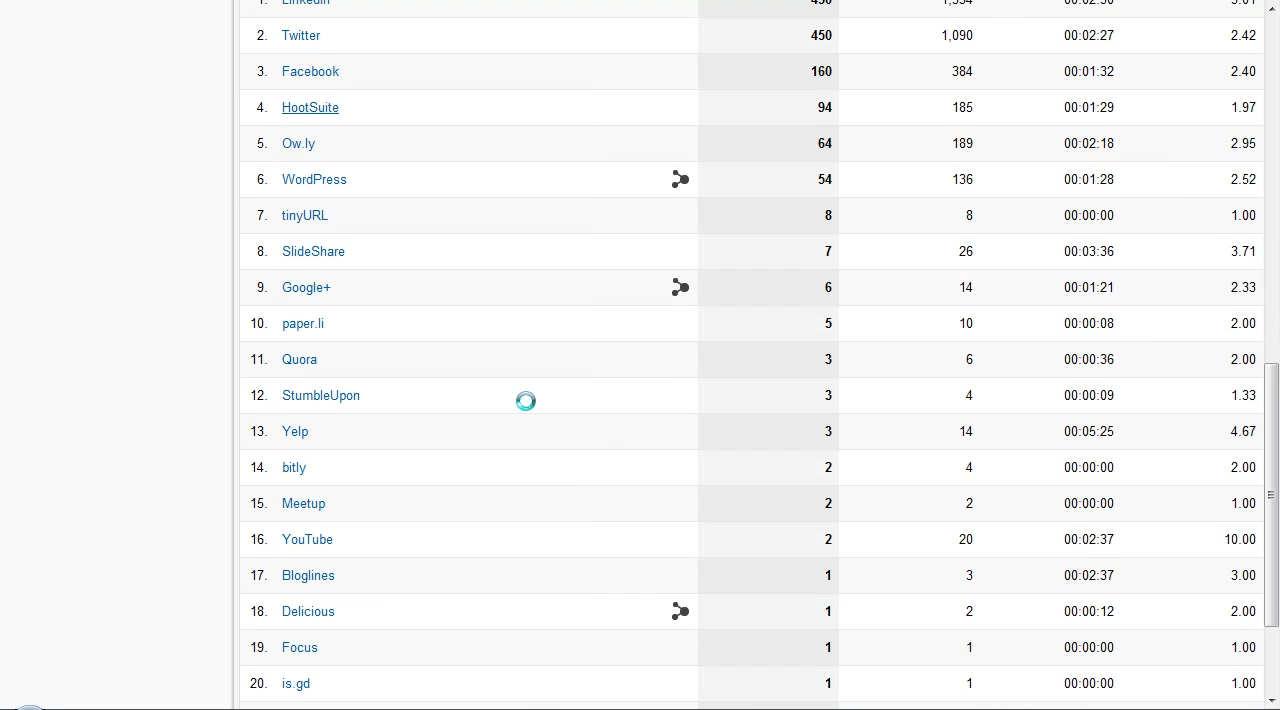 2. Twitter 450 1,090 00:02:27 2.42
3. Facebook 160 384 00:01:32 2.40
4. HootSuite 94 185 00:01:29 1.97
5. Ow.ly 64 189 00:02:18 2.95
6. WordPress 54 136 00:01:28 2.52
7. tinyURL 8 8 00:00:00 1.00
8. SlideShare 7 26 00:03:36 3.71
9. Google+ 6 14 00:01:21 2.33
10. paper.li 5 10 00:00:08 2.00
11. Quora 3 6 00:00:36 2.00
12. StumbleUpon 3 4 00:00:09 1.33
13. Yelp 3 14 00:05:25 4.67
14. bitly 2 4 00:00:00 2.00
15. Meetup 2 2 00:00:00 1.00
16. YouTube 2 20 00:02:37 10.00
17. Bloglines 1 3 00:02:37 3.00
18. Delicious 1 2 00:00:12 2.00
19. Focus 1 1 00:00:00 1.00
20. is.gd 1 1 00:00:00 1.00